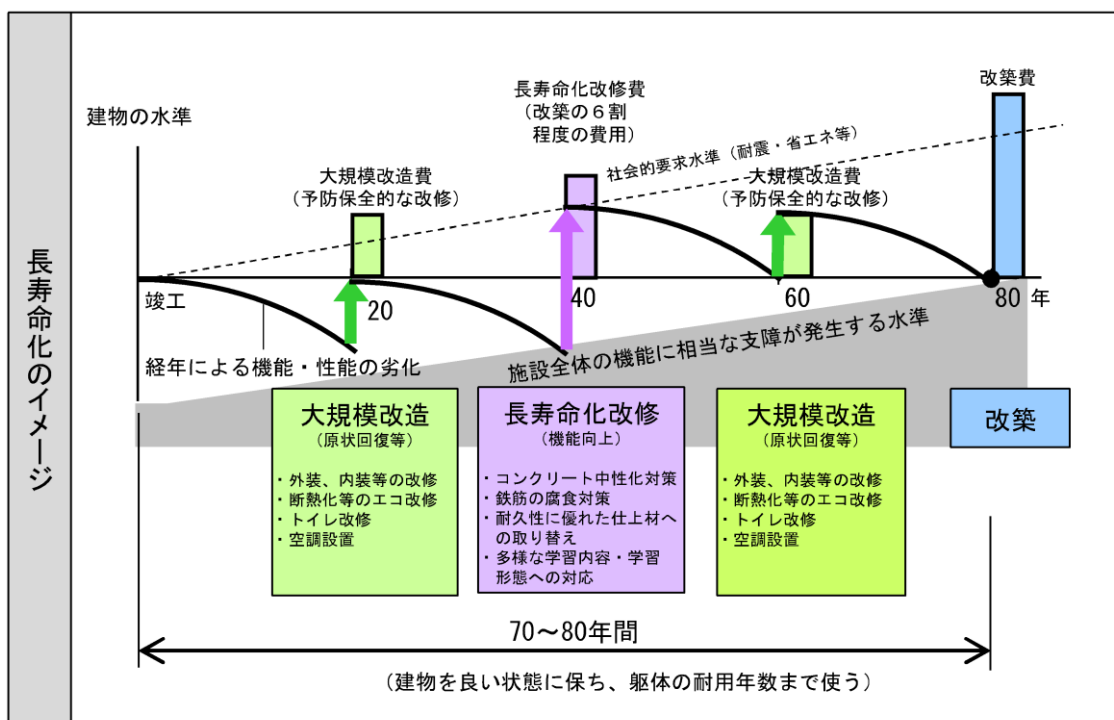 長寿命化のイメージ
建物の水準
大規模改造費
（予防保全的な改修）
長寿命化改修費
（改築の６割
程度の費用）
社会的要求水準（耐震・省エネ等）
大規模改造費
（予防保全的な改修）
改築費
竣工
20
40
60
80 年
経年による機能・性能の劣化
施設全体の機能に相当な支障が発生する水準
大規模改造
（原状回復等）
・外装、内装等の改修
・断熱化等のエコ改修
・トイレ改修
・空調設置
長寿命化改修
（機能向上）
・コンクリート中性化対策
・鉄筋の腐食対策
・耐久性に優れた仕上材へ
の取り替え
・多様な学習内容・学習
形態への対応
大規模改造
（原状回復等）
・外装、内装等の改修
・断熱化等のエコ改修
・トイレ改修
・空調設置
改築
70～80年間
（建物を良い状態に保ち、躯体の耐用年数まで使う）